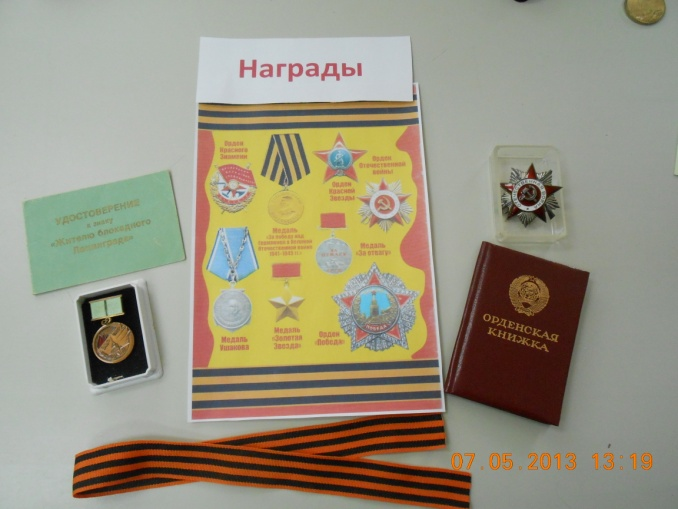 Награды
Орден
Красного
Знамени
Орден
Отечественной
войны
Орден
Красной
Звезды
Медаль
«За победу над
Германией в Великой
Отечественной войне
1941-1945 гг.»
Медаль
«За отвагу»
Медаль
Ушакова
Медаль
«Золотая
Звезда»
Орден
«Победа»
УДОСТОВЕРЕНИЕ
к знаку
«Жителю блокадного
Ленинграда»
ОРДЕНСКАЯ
КНИЖКА
07.05.2013 13:19